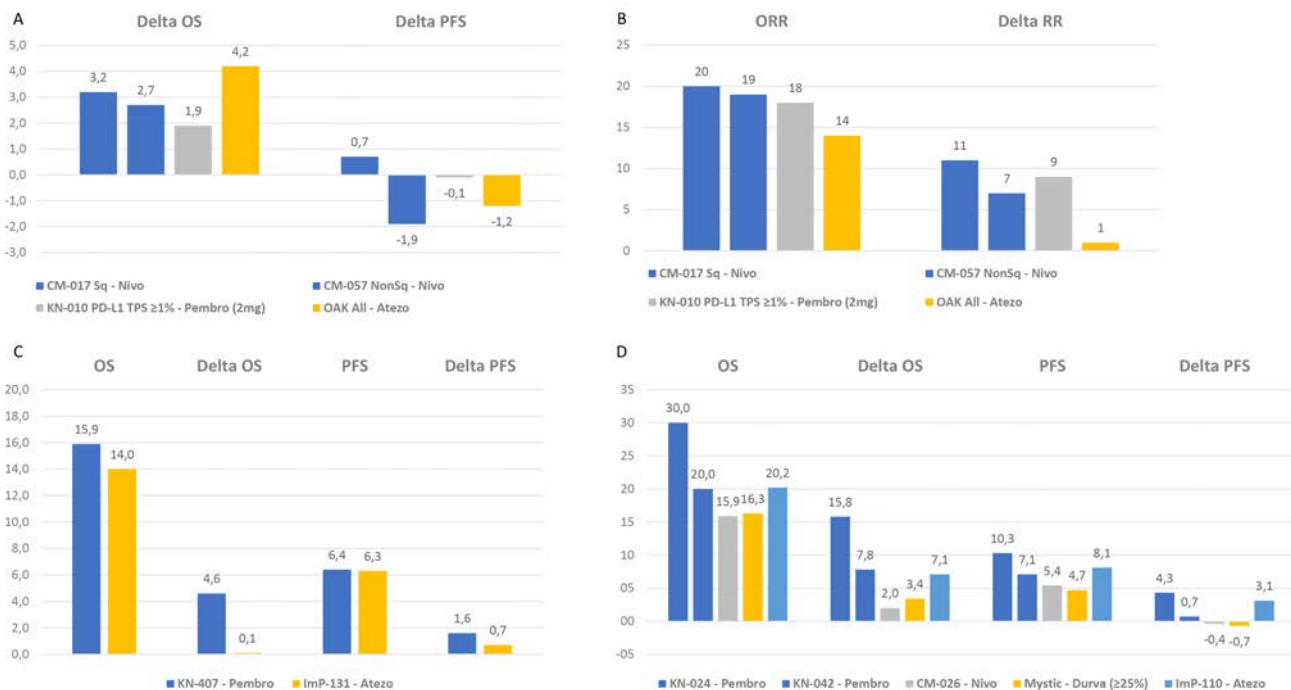 A
Delta OS
Delta PFS
5,0
4,0
3,0
2,0
1,0
0,0
-1,0
-2,0
-3,0
3,2
2,7
1,9
4,2
0,7
-1,9
-0,1
-1,2
CM-017 Sq - Nivo
CM-057 NonSq - Nivo
KN-010 PD-L1 TPS ≥1% - Pembro (2mg)
OAK All - Atezo
B
ORR
Delta RR
25
20
15
10
5
0
20
19
18
14
11
7
9
1
CM-017 Sq - Nivo
CM-057 NonSq - Nivo
KN-010 PD-L1 TPS ≥1% - Pembro (2mg)
OAK All - Atezo
C
OS
Delta OS
PFS
Delta PFS
20,0
18,0
16,0
14,0
12,0
10,0
8,0
6,0
4,0
2,0
0,0
15,9
14,0
4,6
0,1
6,4
6,3
1,6
0,7
KN-407 - Pembro
ImP-131 - Atezo
D
OS
Delta OS
PFS
Delta PFS
35
30
25
20
15
10
05
00
-05
30,0
20,0
15,9
16,3
20,2
15,8
7,8
2,0
3,4
7,1
10,3
7,1
5,4
4,7
8,1
4,3
0,7
-0,4
-0,7
3,1
KN-024 - Pembro
KN-042 - Pembro
CM-026 - Nivo
Mystic - Durva (≥25%)
ImP-110 - Atezo